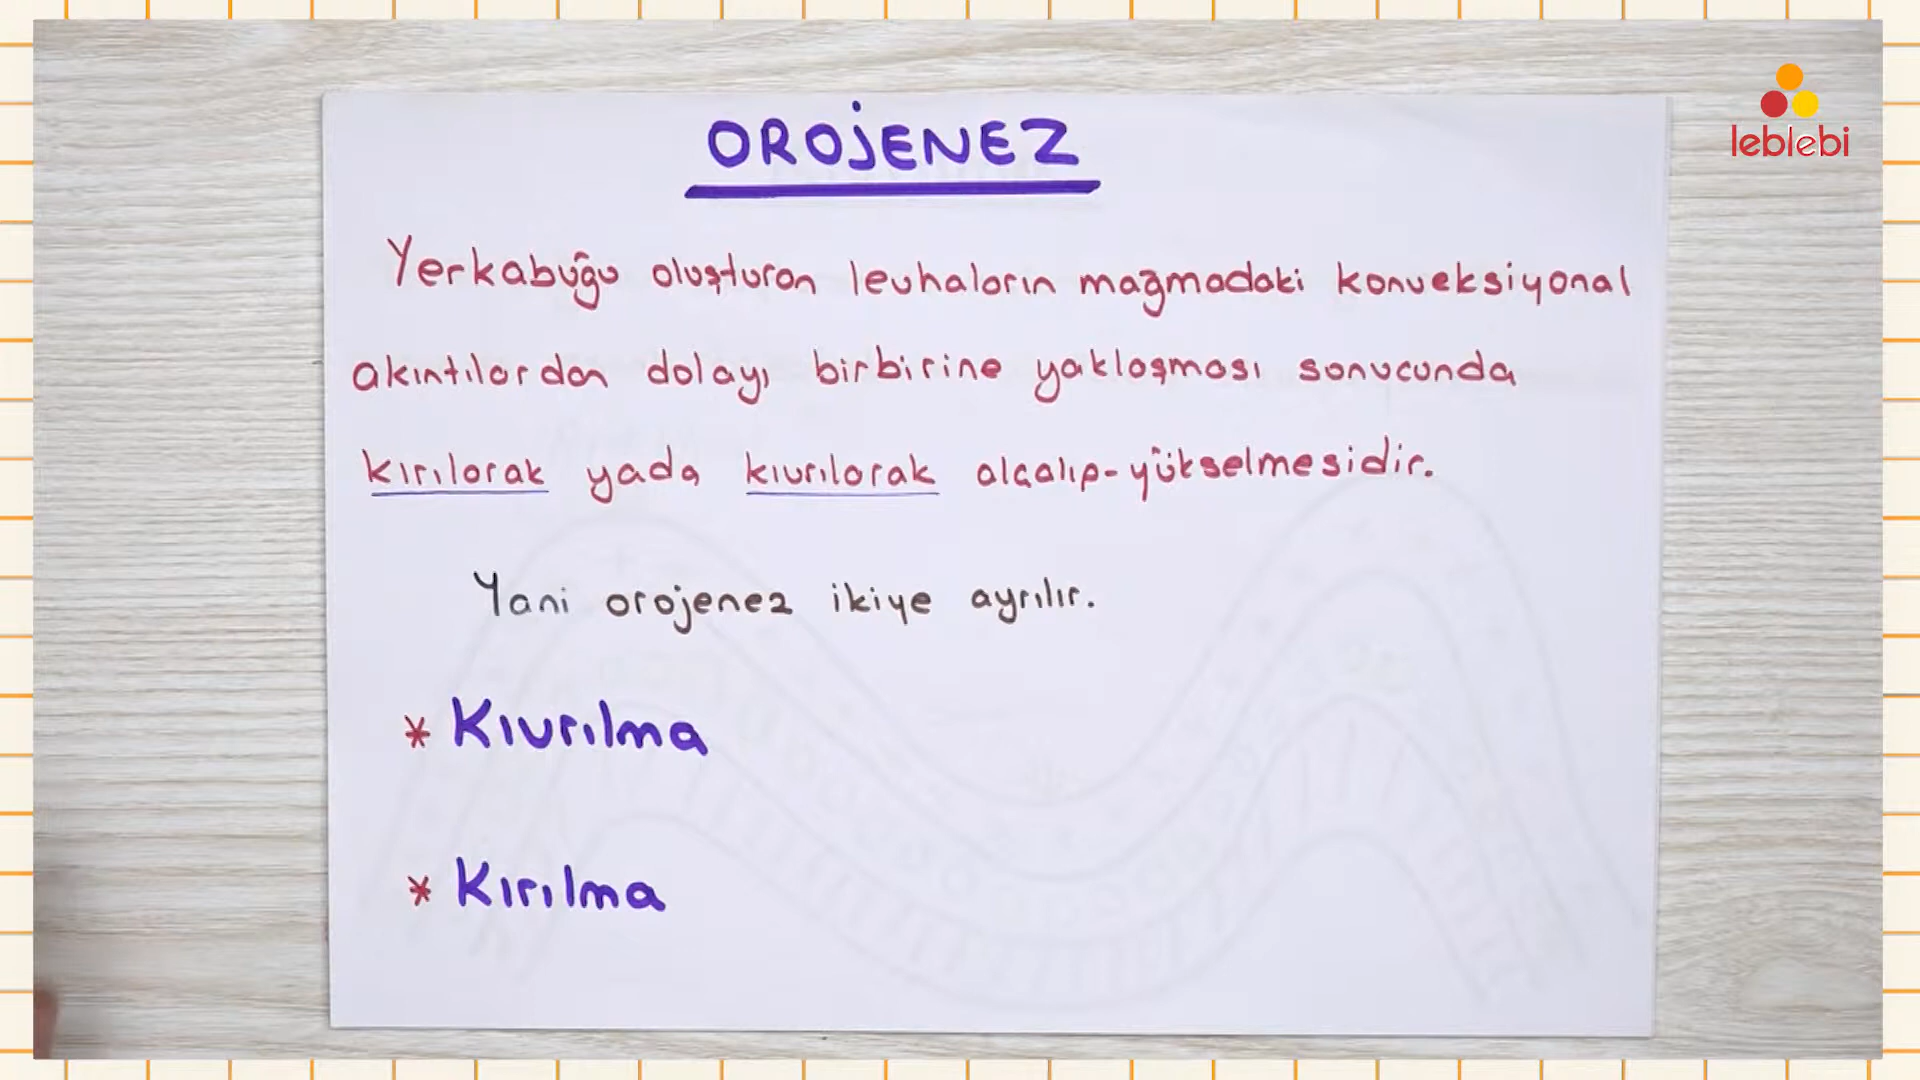 OROJENEZ
leblebi
Yerkabuğu oluşturan levhaların mağmadaki konveksiyonal
akıntılardan dolayı birbirine yaklaşması sonucunda
kırılarak yada kıvrılarak alçalıp-yükselmesidir.
Yani orojenez ikiye ayrılır.
* Kıvrılma
* Kırılma